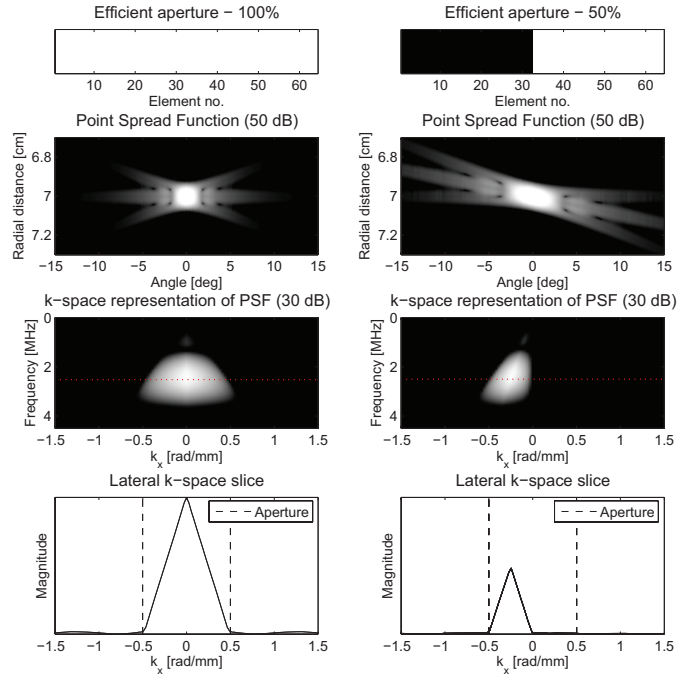 Efficient aperture − 100%
10 20 30 40 50 60
Element no.
Point Spread Function (50 dB)
Radial distance [cm]
6.8
7
7.2
−15 −10 −5 0 5 10 15
Angle [deg]
k-space representation of PSF (30 dB)
Frequency [MHz]
0
2
4
−1.5 −1 −0.5 0 0.5 1 1.5
k_x [rad/mm]
Lateral k-space slice
Magnitude
Aperture
−1.5 −1 −0.5 0 0.5 1 1.5
k_x [rad/mm]
Efficient aperture − 50%
10 20 30 40 50 60
Element no.
Point Spread Function (50 dB)
Radial distance [cm]
6.8
7
7.2
−15 −10 −5 0 5 10 15
Angle [deg]
k-space representation of PSF (30 dB)
Frequency [MHz]
0
2
4
−1.5 −1 −0.5 0 0.5 1 1.5
k_x [rad/mm]
Lateral k-space slice
Magnitude
Aperture
−1.5 −1 −0.5 0 0.5 1 1.5
k_x [rad/mm]